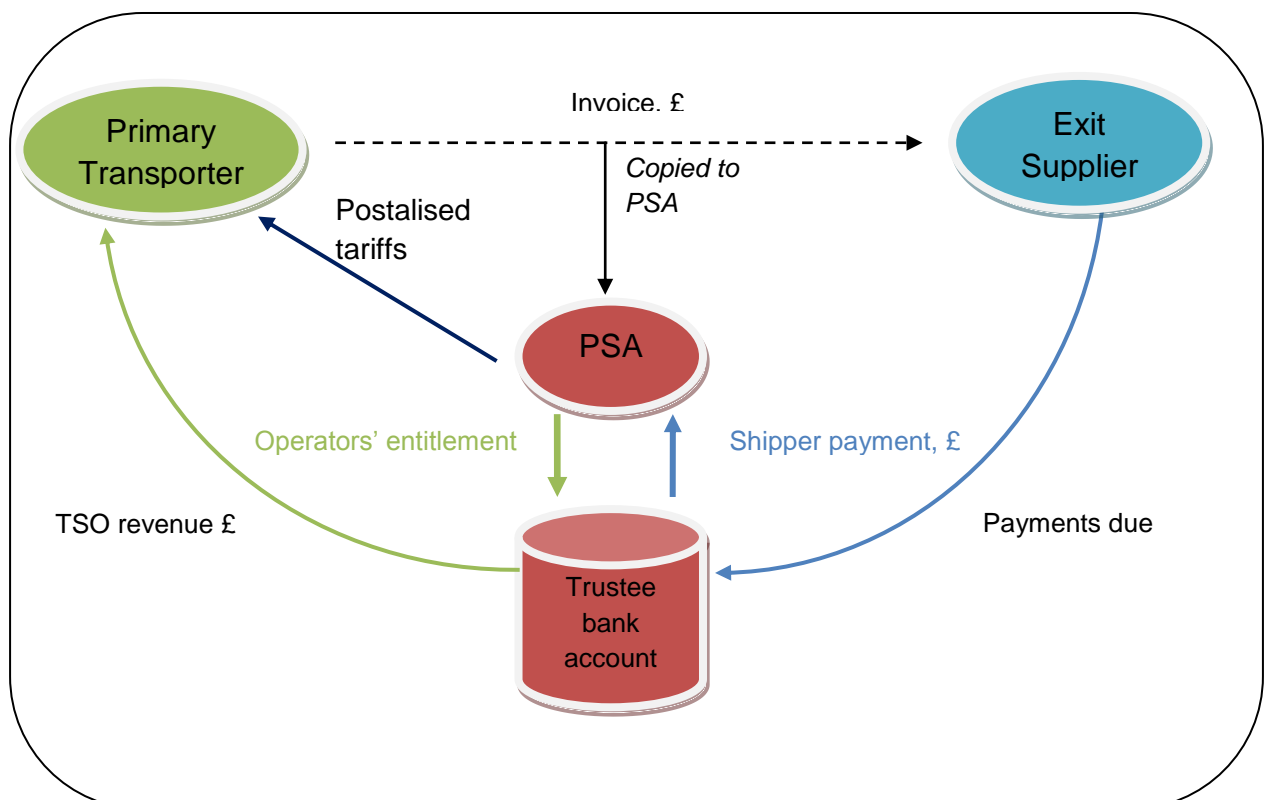 Invoice, £
Primary
Transporter
Exit
Supplier
Copied to
PSA
Postalised
tariffs
PSA
Operators’ entitlement
Shipper payment, £
TSO revenue £
Payments due
Trustee
bank
account